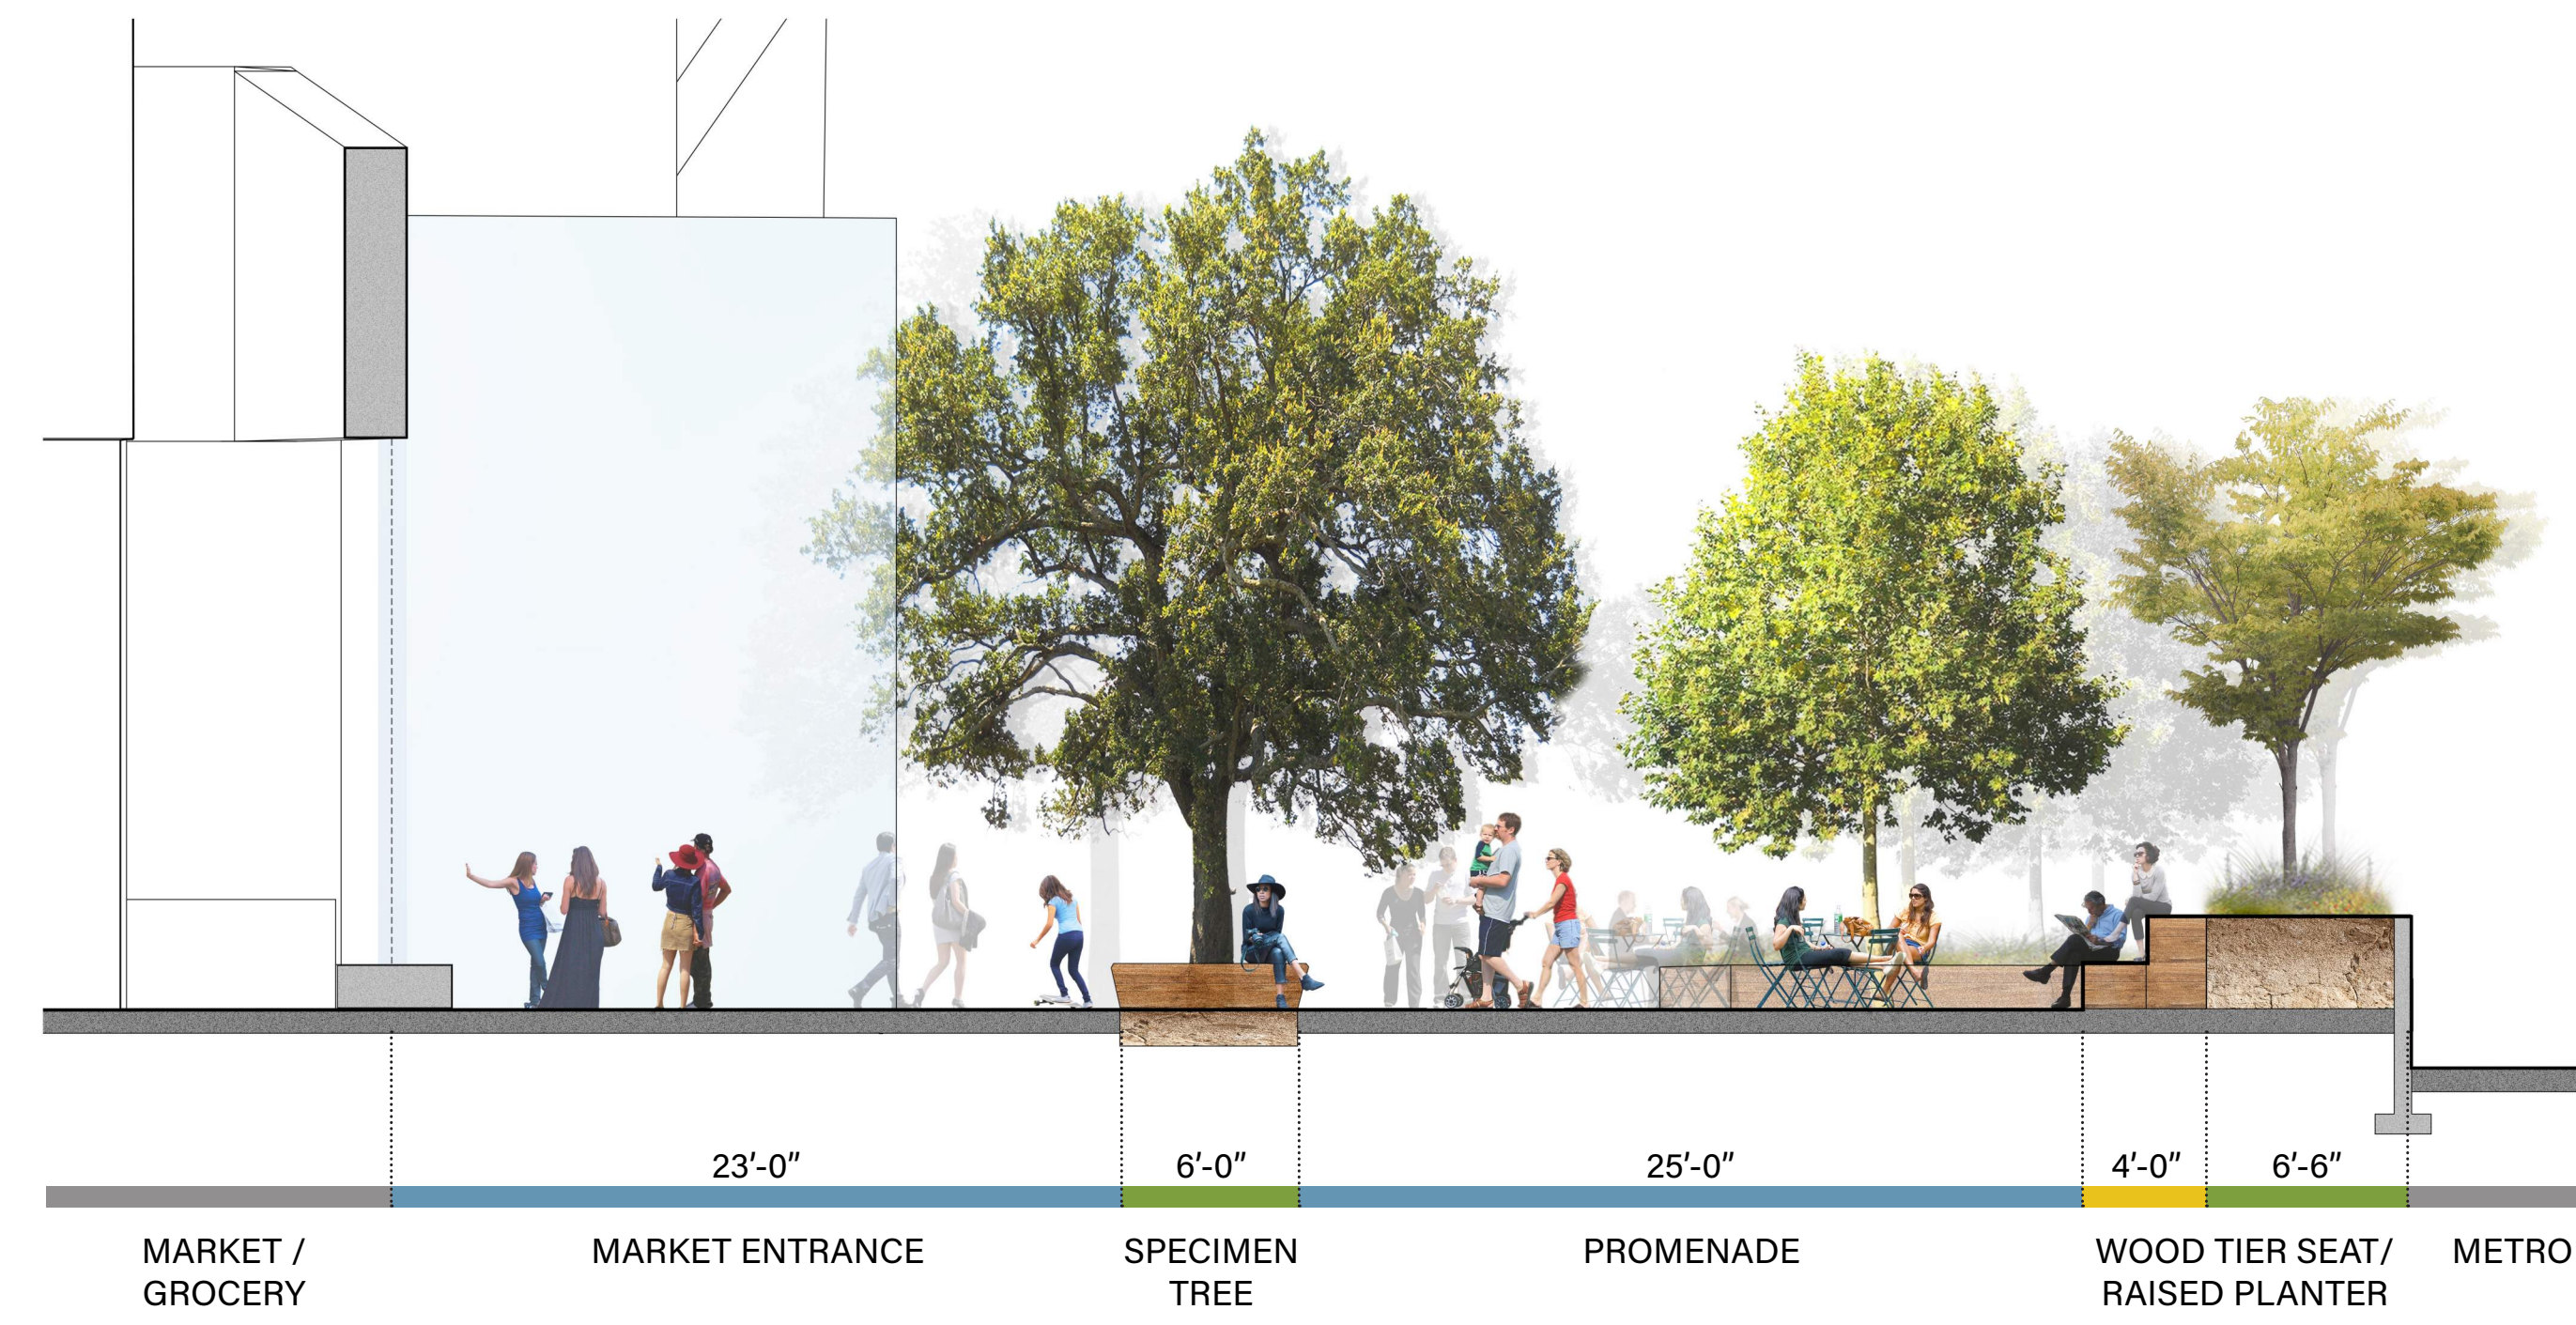 23'-0"
6'-0"
25'-0"
4'-0"
6'-6"
MARKET /
GROCERY
MARKET ENTRANCE
SPECIMEN
TREE
PROMENADE
WOOD TIER SEAT/
RAISED PLANTER
METRO